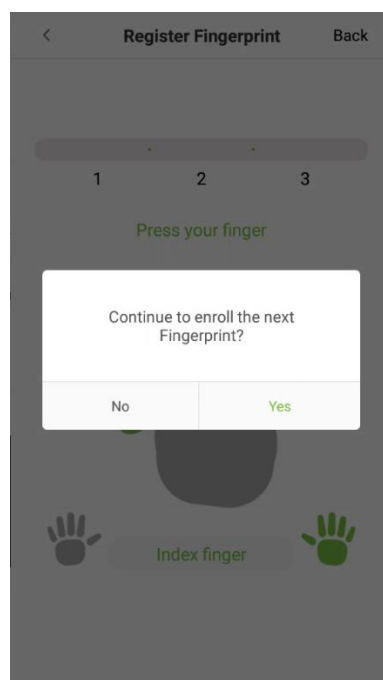 Register Fingerprint Back
1 2 3
Press your finger
Continue to enroll the next
Fingerprint?
No Yes
Index finger